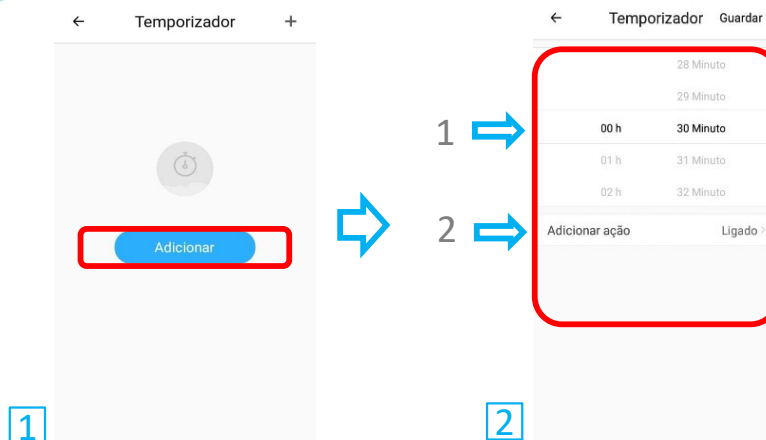 Temporizador +
Adicionar
1
Temporizador Guardar
28 Minuto
29 Minuto
1
00 h 30 Minuto
01 h 31 Minuto
02 h 32 Minuto
2
Adicionar ação Ligado
2